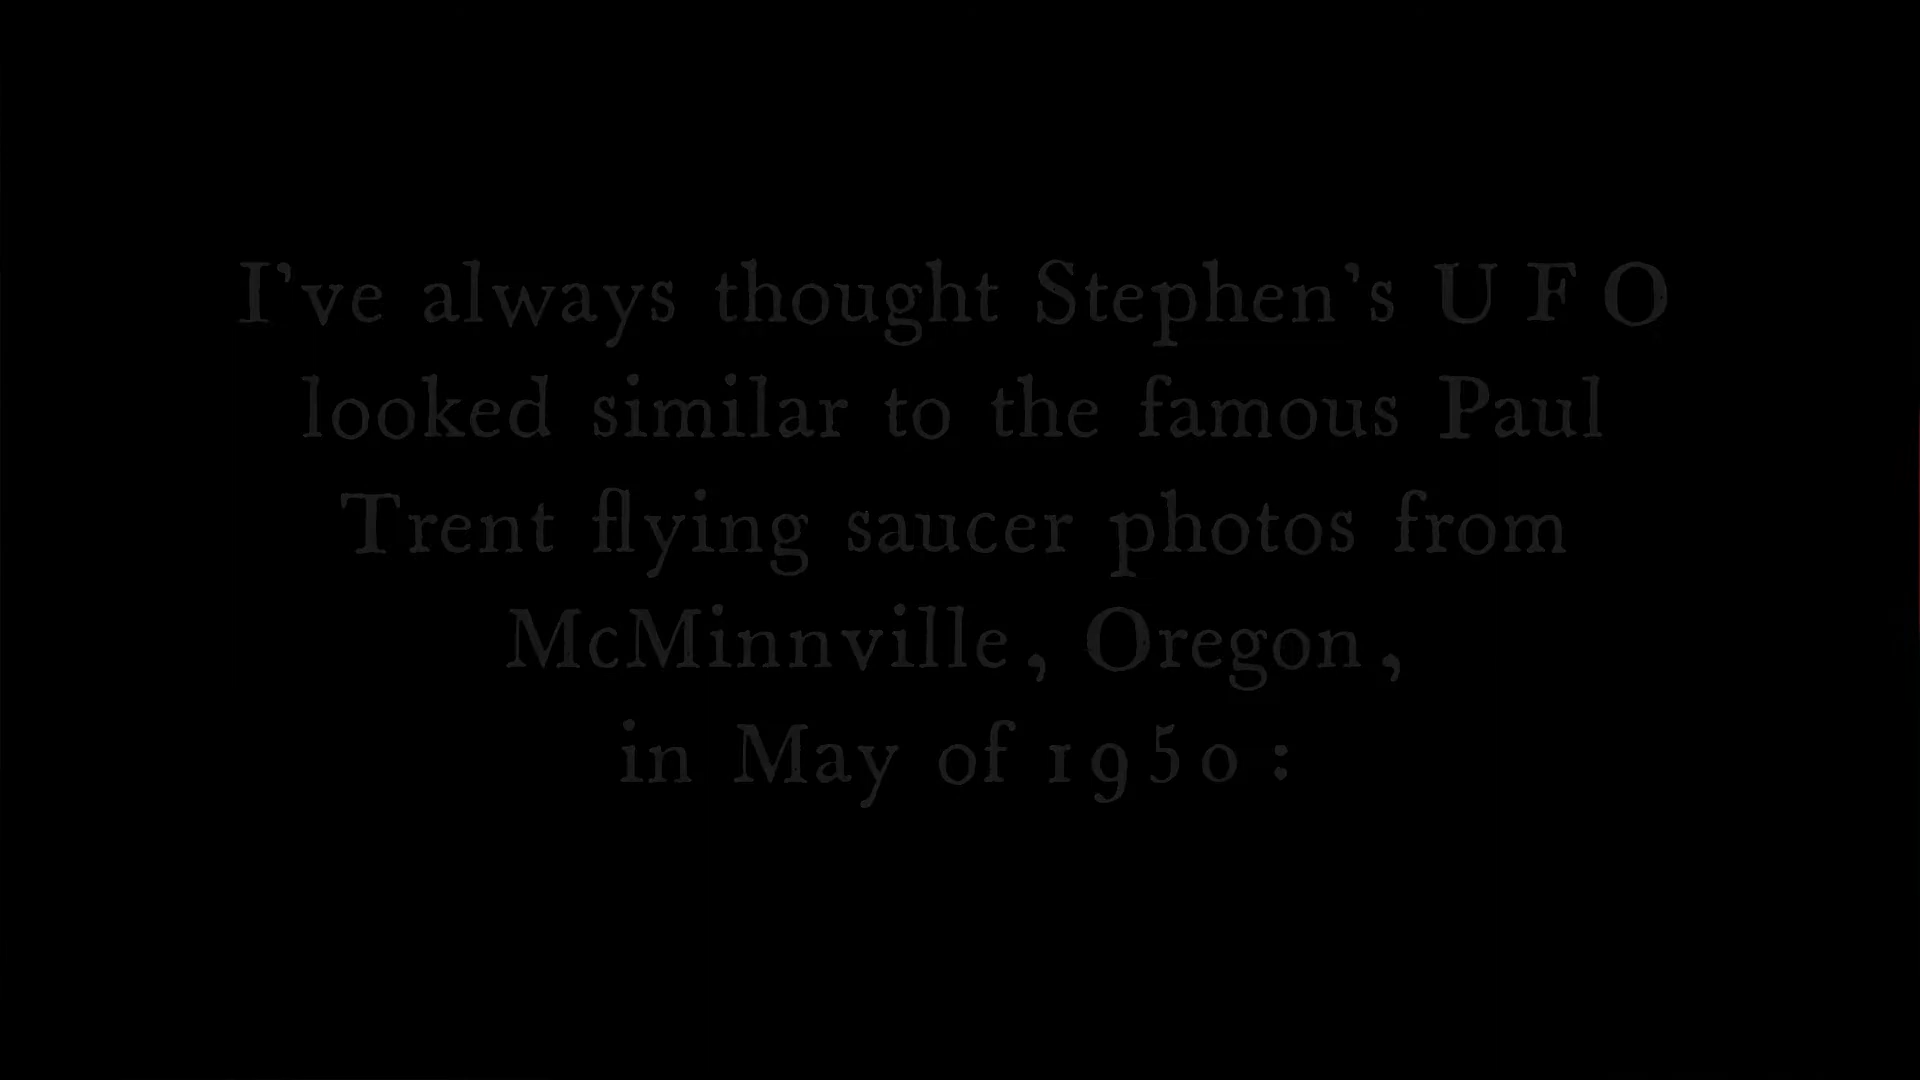 I've always thought Stephen's U F O
looked similar to the famous Paul
Trent flying saucer photos from
McMinnville, Oregon,
in May of 1950: